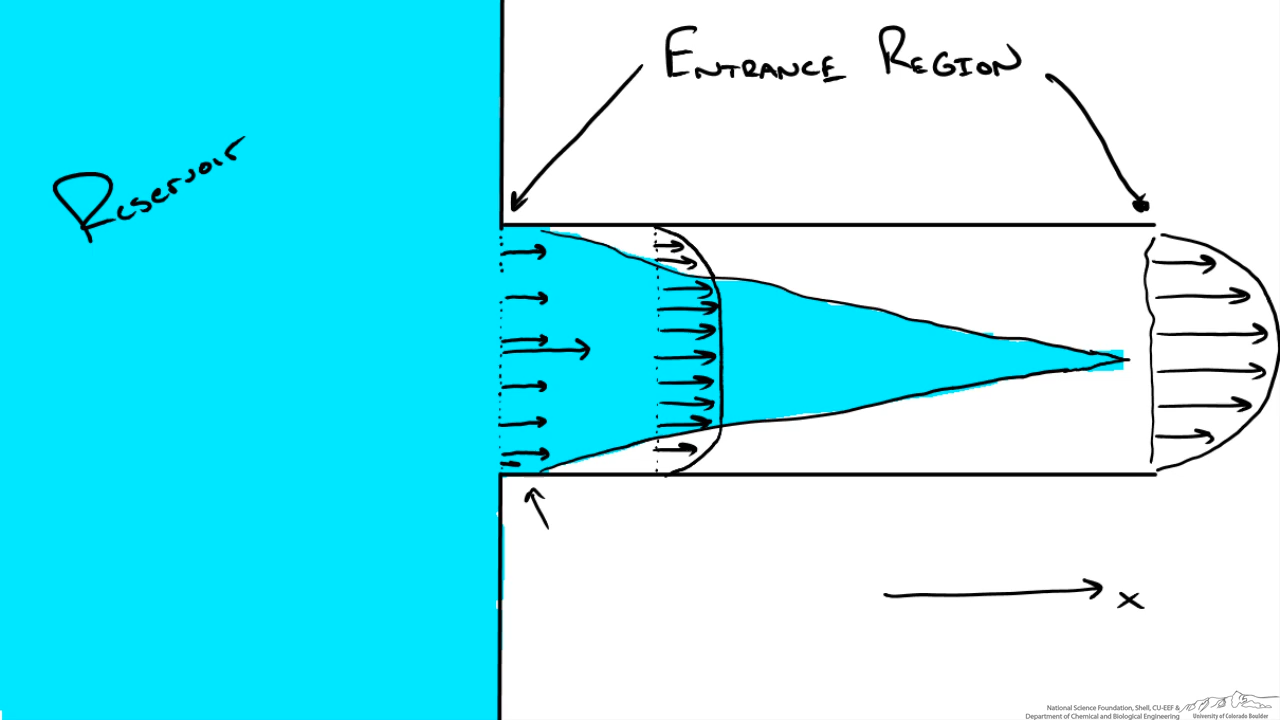 ENTRANCE REGION
Reservoir
x
National Science Foundation, Shell, CU-EEF &
Department of Chemical and Biological Engineering
University of Colorado Boulder